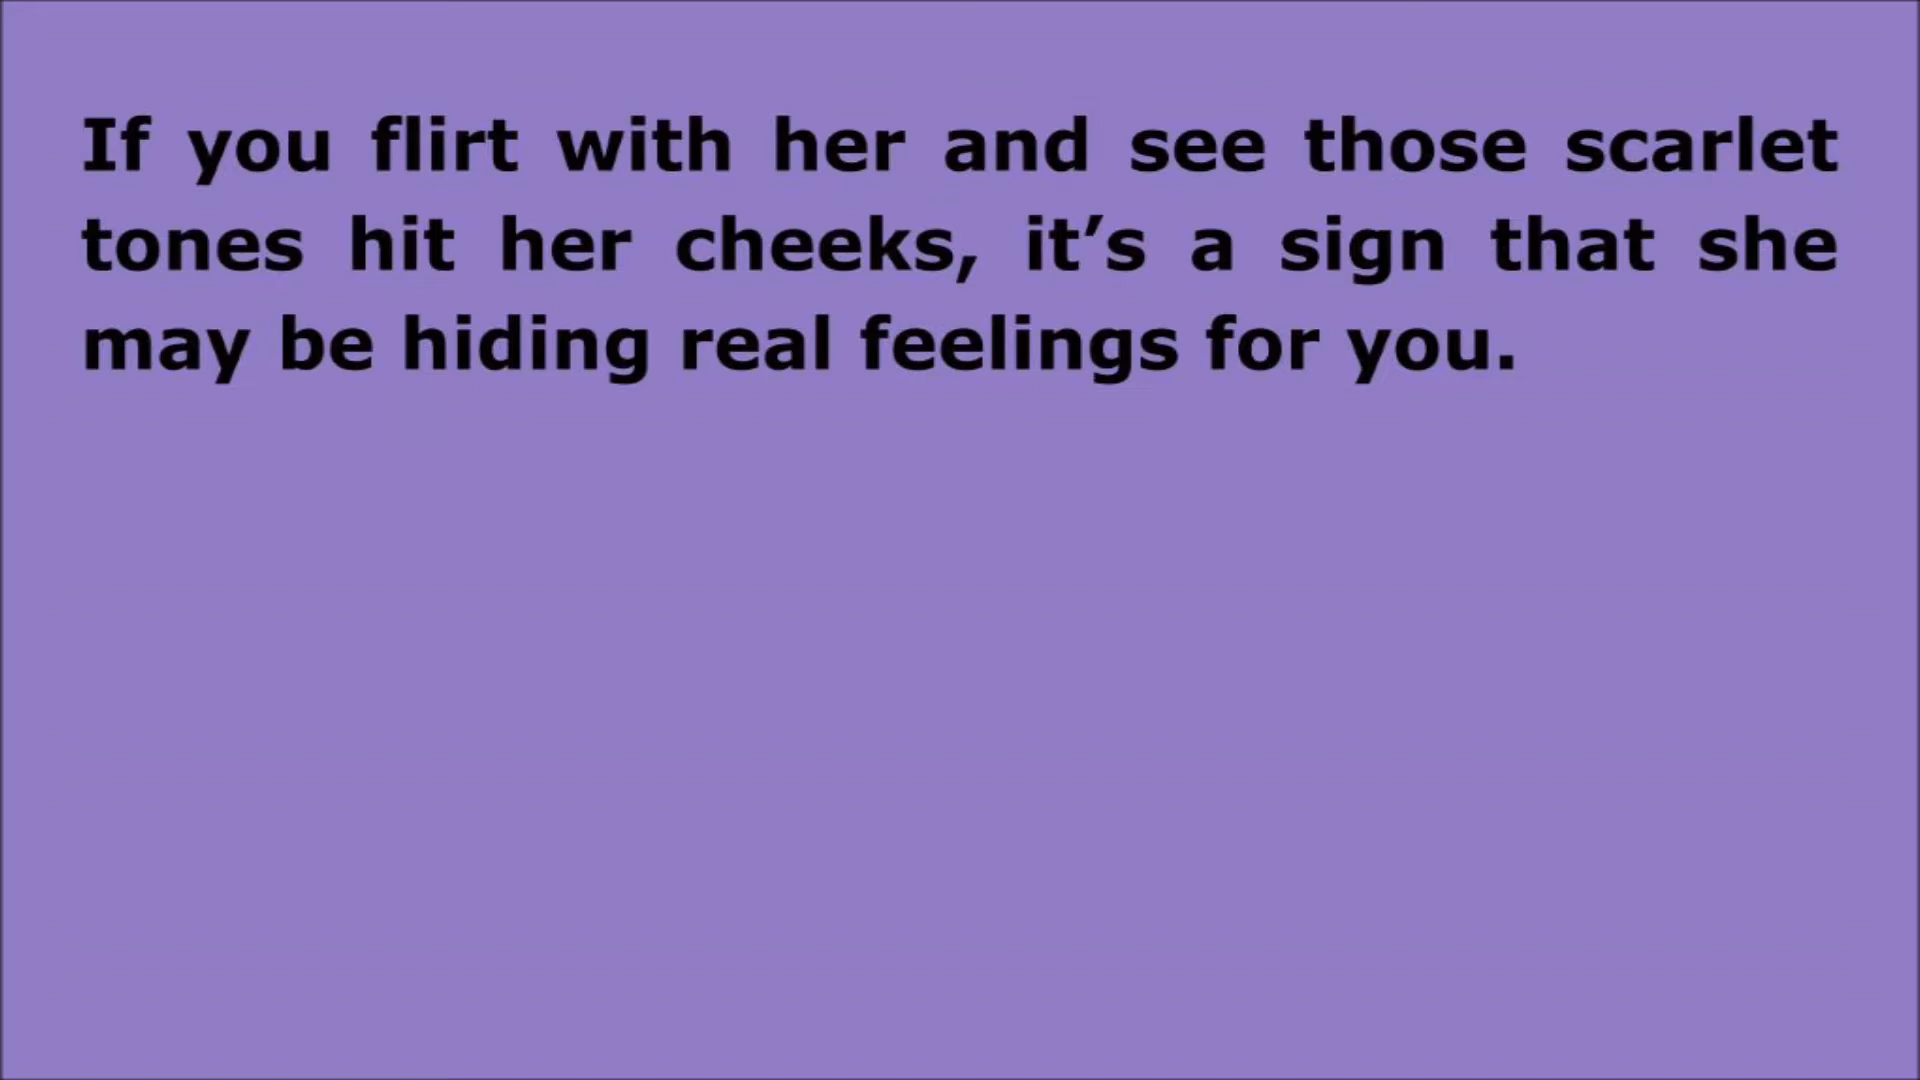 If you flirt with her and see those scarlet
tones hit her cheeks, it’s a sign that she
may be hiding real feelings for you.